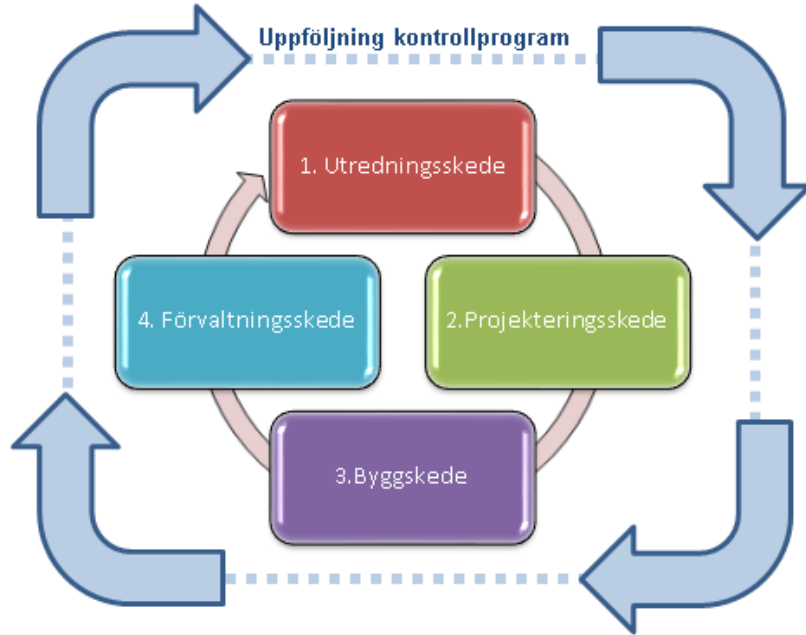 Uppföljning kontrollprogram
1. Utredningsskede
2.Projekteringsskede
3.Byggskede
4. Förvaltningsskede